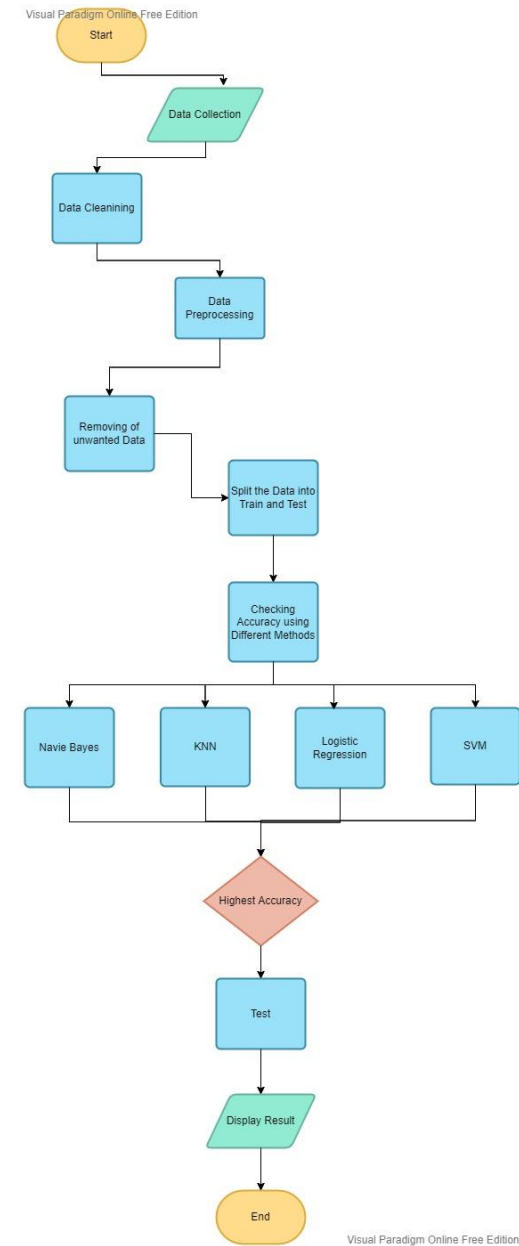 Visual Paradigm Online Free Edition
Start
Data Collection
Data Cleanining
Data
Preprocessing
Removing of
unwanted Data
Split the Data into
Train and Test
Checking
Accuracy using
Different Methods
Navie Bayes
KNN
Logistic
Regression
SVM
Highest Accuracy
Test
Display Result
End
Visual Paradigm Online Free Edition